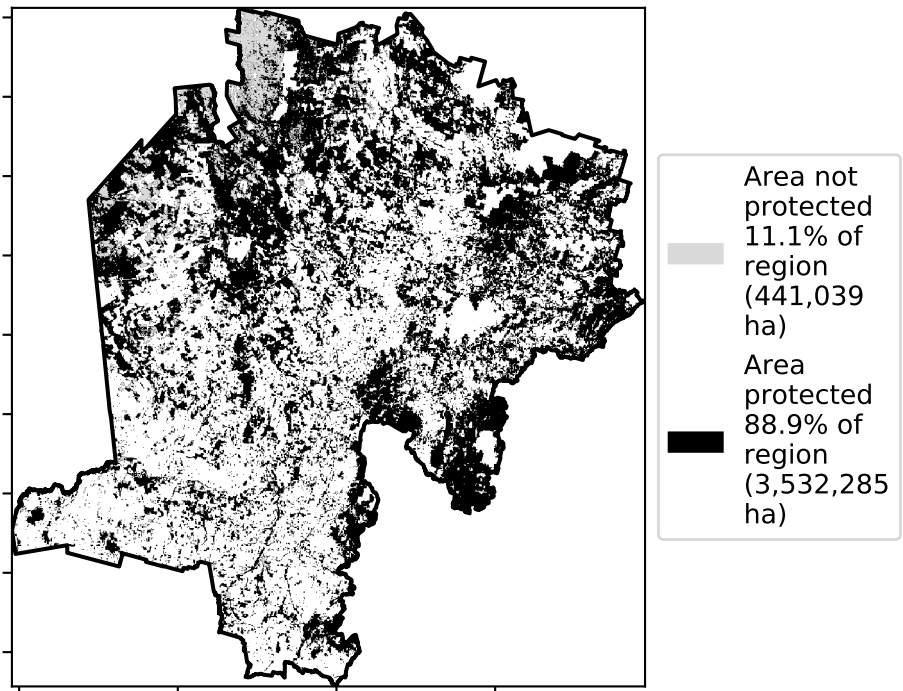 Area not
protected
11.1% of
region
(441,039
ha)
Area
protected
88.9% of
region
(3,532,285
ha)